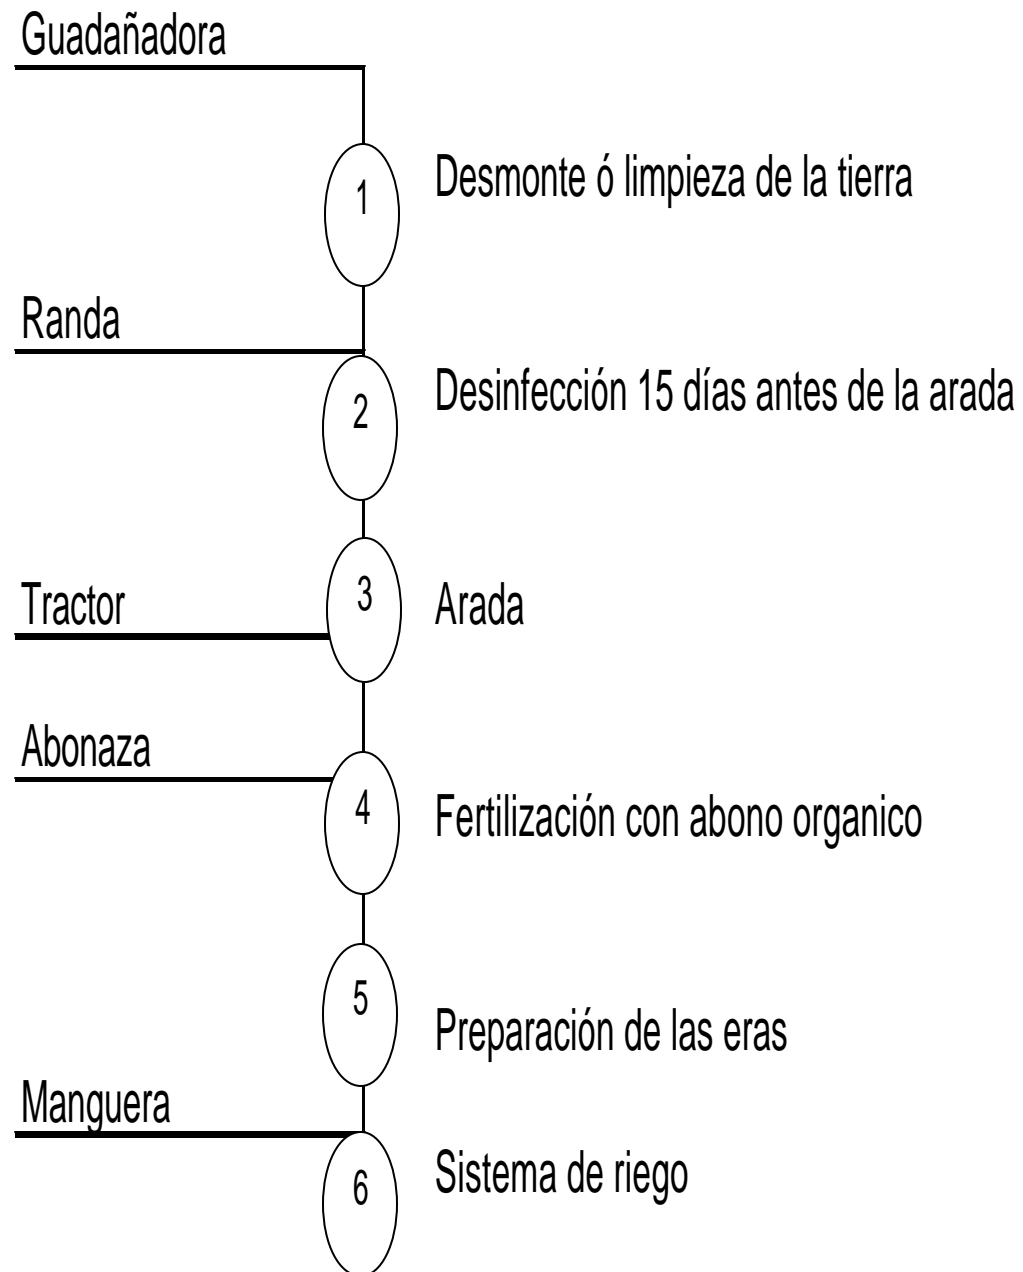 Guadañadora
1
Desmonte ó limpieza de la tierra
Randa
2
Desinfección 15 días antes de la arada
Tractor
3
Arada
Abonaza
4
Fertilización con abono organico
5
Preparación de las eras
Manguera
6
Sistema de riego